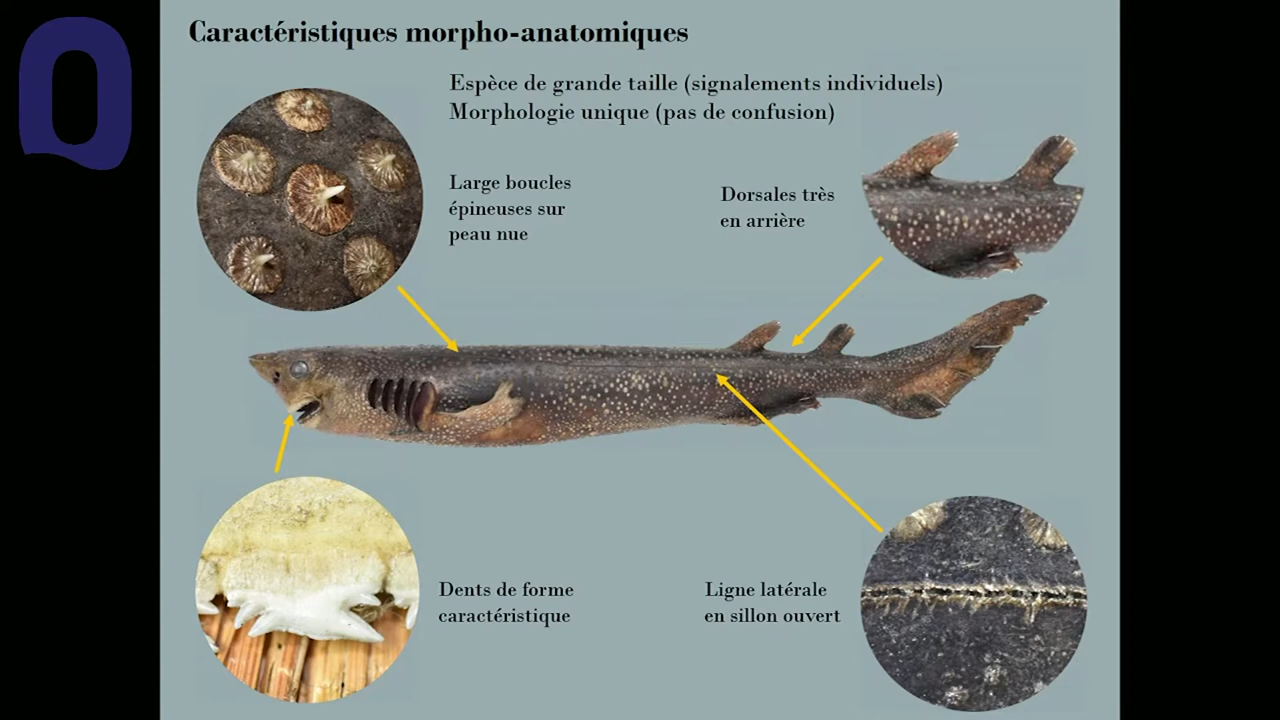 Caractéristiques morpho-anatomiques
Espèce de grande taille (signalements individuels)
Morphologie unique (pas de confusion)
Large boucles
épineuses sur
peau nue
Dorsales très
en arrière
Dents de forme
caractéristique
Ligne latérale
en sillon ouvert